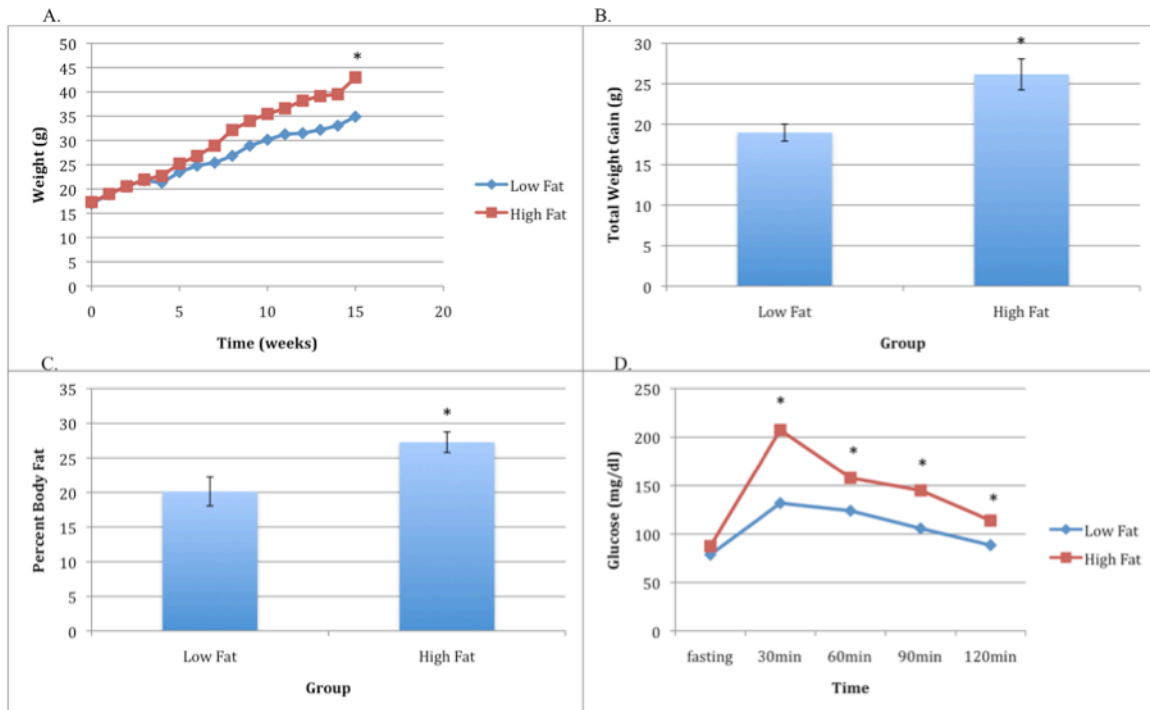 A.
50
45
40
35
30
25
20
15
10
5
0
Weight (g)
*
0 5 10 15 20
Time (weeks)
Low Fat
High Fat
B.
30
25
20
15
10
5
0
Total Weight Gain (g)
*
Low Fat High Fat
Group
C.
35
30
25
20
15
10
5
0
Percent Body Fat
*
Low Fat High Fat
Group
D.
250
200
150
100
50
0
Glucose (mg/dl)
* * * *
fasting 30min 60min 90min 120min
Time
Low Fat
High Fat